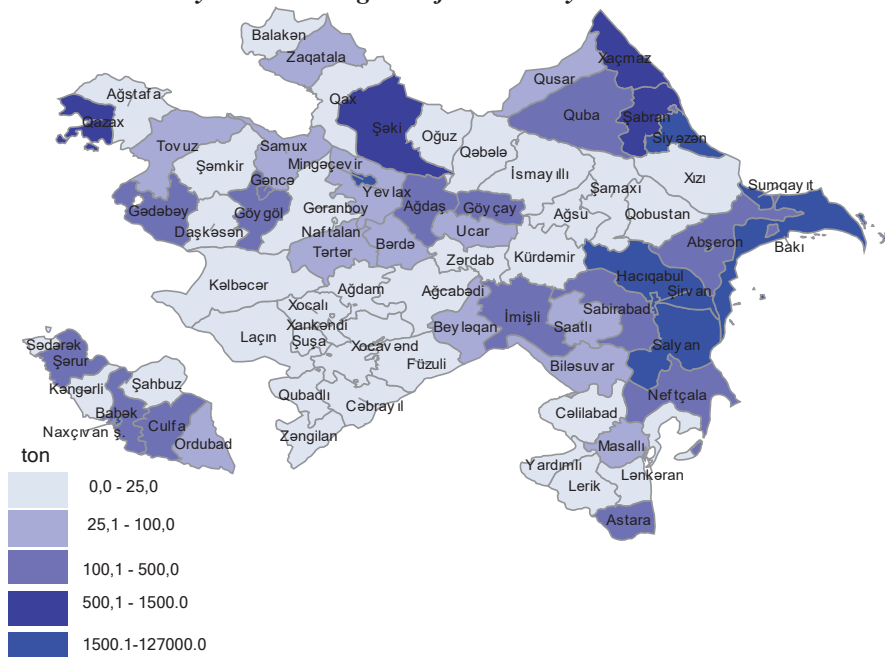 Balakən
Zaqatala
Xaçmaz
Qusar
Ağstafa
Qax
Quba
Qazax
Şəki
Şabran
Oğuz
Siyəzən
Tovuz
Samux
Qəbələ
Şəmkir
Mingəçevir
İsmayıllı
Gəncə
Xızı
Sumqayıt
Yevlax
Şamaxı
Gədəbəy
Göygöl
Goranboy
Ağdaş
Göyçay
Ağsu
Qobustan
Daşkəsən
Naftalan
Ucar
Abşeron
Bakı
Tərtər
Bərdə
Zərdab
Kürdəmir
Kəlbəcər
Hacıqabul
Ağdam
Ağcabədi
Şirvan
Xocalı
İmişli
Sabirabad
Xankəndi
Beyləqan
Saatlı
Laçın
Şuşa
Salyan
Sədərək
Xocavənd
Şərur
Füzuli
Biləsuvar
Şahbuz
Kəngərli
Qubadlı
Neftçala
Cəbrayıl
Babək
Cəlilabad
Culfa
Naxçıvan ş.
Zəngilan
Ordubad
Masallı
Yardımlı
Lənkəran
Lerik
Astara
ton
0,0 - 25,0
25,1 - 100,0
100,1 - 500,0
500,1 - 1500.0
1500.1-127000.0